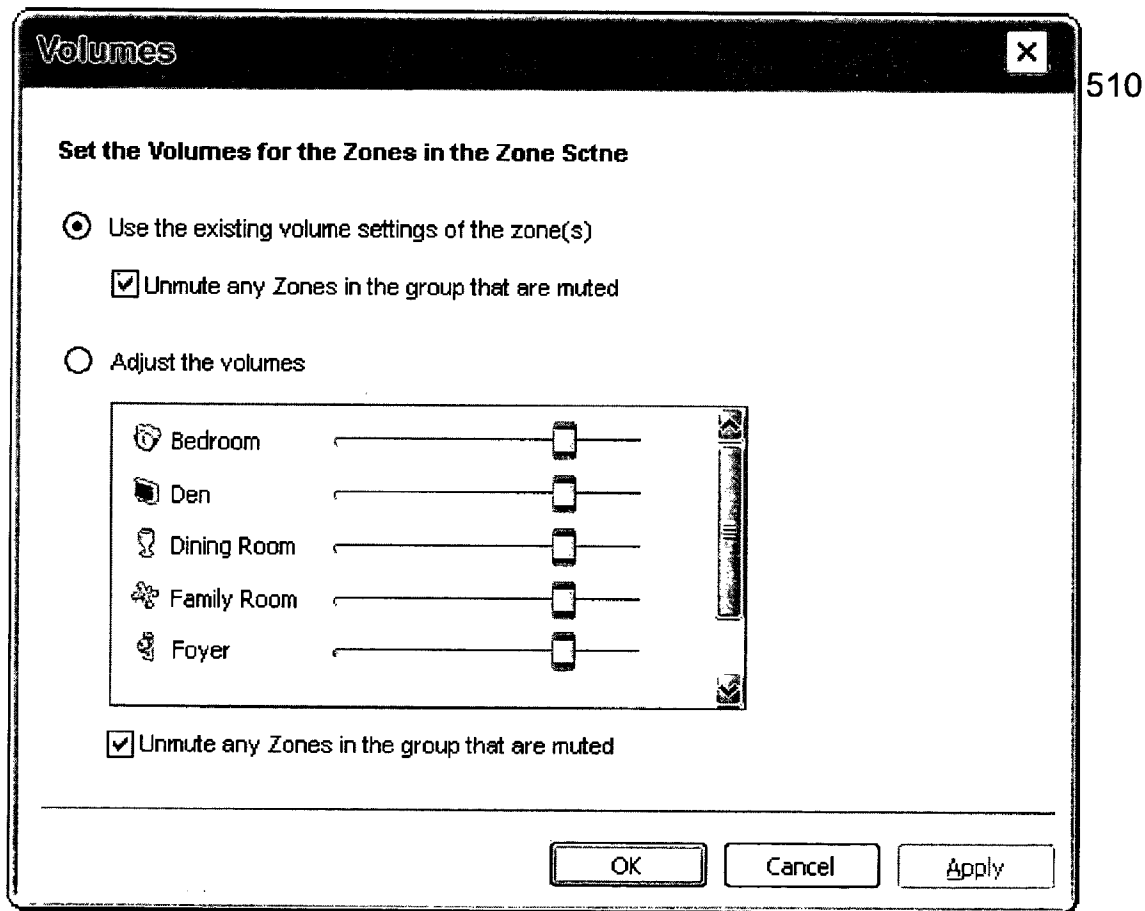 Volumes
510
Set the Volumes for the Zones in the Zone Sctne
Use the existing volume settings of the zone(s)
Unmute any Zones in the group that are muted
Adjust the volumes
Bedroom
Den
Dining Room
Family Room
Foyer
Unmute any Zones in the group that are muted
OK
Cancel
Apply